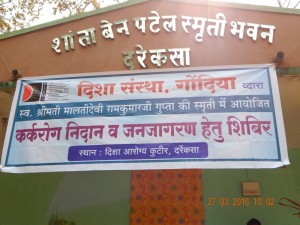 शांता बेन पटेल स्मृती भवन
दरेकसा
दिशा संस्था, गोंदिया व्दारा
स्व. श्रीमती मालतीदेवी रामकुमारजी गुप्ता की स्मृती में आयोजित
कर्करोग निदान व जनजागरण हेतु शिबिर
स्थान : दिशा आरोग्य कुटीर, दरेकसा
27 03 2016 10:02